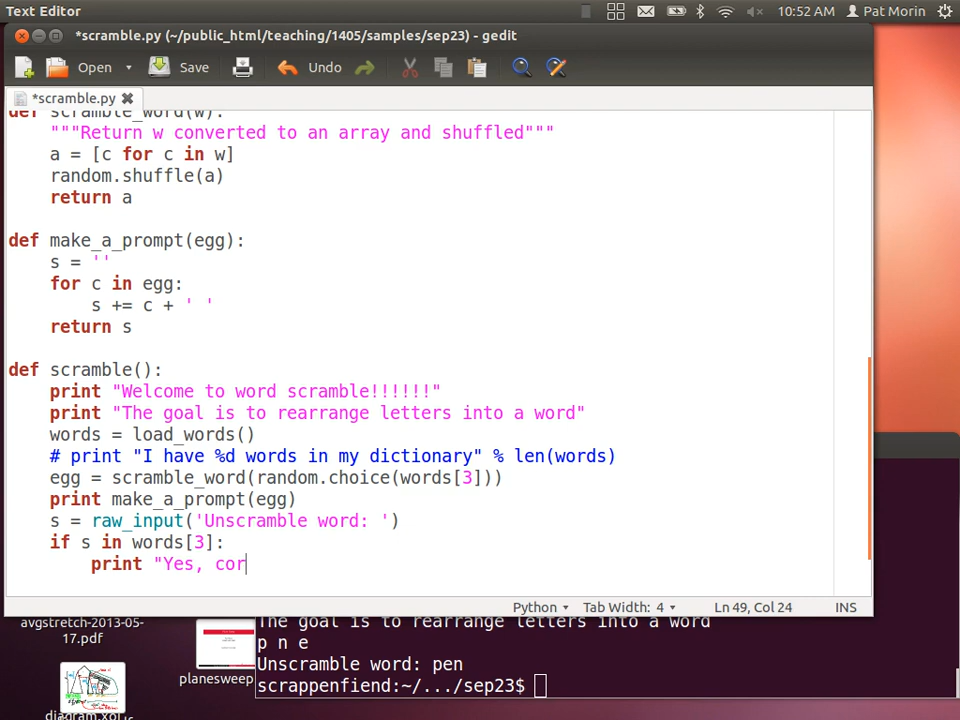 Text Editor
10:52 AM
Pat Morin
*scramble.py (~/public_html/teaching/1405/samples/sep23) - gedit
Open
Save
Undo
*scramble.py
def scramble_word(w):
"""Return w converted to an array and shuffled"""
a = [c for c in w]
random.shuffle(a)
return a
def make_a_prompt(egg):
s = ''
for c in egg:
s += c + ' '
return s
def scramble():
print "Welcome to word scramble!!!!!!"
print "The goal is to rearrange letters into a word"
words = load_words()
# print "I have %d words in my dictionary" % len(words)
egg = scramble_word(random.choice(words[3]))
print make_a_prompt(egg)
s = raw_input('Unscramble word: ')
if s in words[3]:
print "Yes, cor
Python
Tab Width: 4
Ln 49, Col 24
INS
avgstretch-2013-05-
17.pdf
planesweep
diagram.xoj
The goal is to rearrange letters into a word
p n e
Unscramble word: pen
scrappenfiend:~/.../sep23$